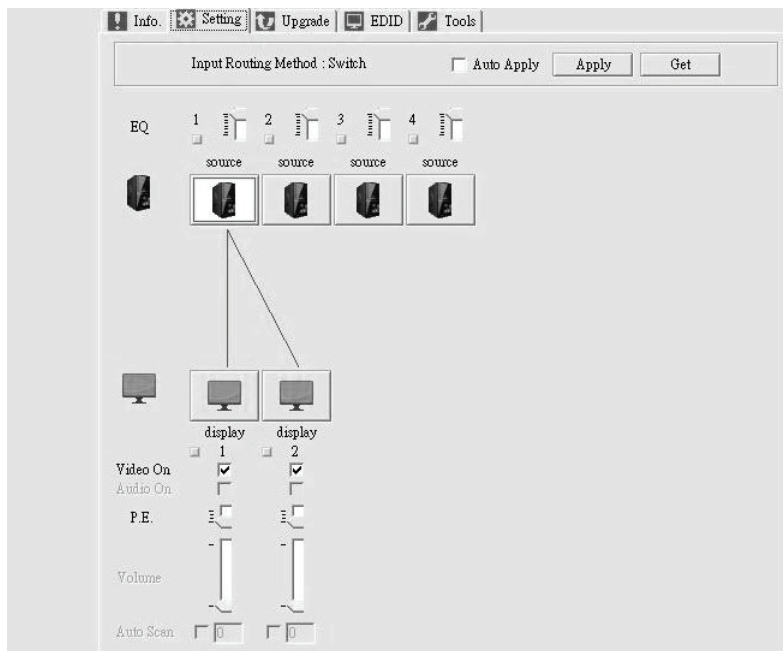 Info. Setting Upgrade EDID Tools
Input Routing Method : Switch Auto Apply Apply Get
EQ 1 2 3 4
source source source source
display display
1 2
Video On
Audio On
P.E.
Volume
Auto Scan 0 0